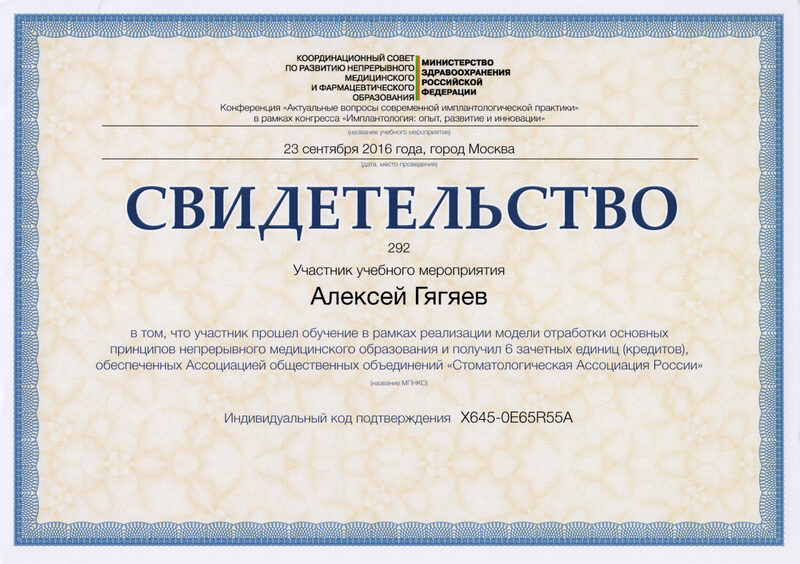 КООРДИНАЦИОННЫЙ СОВЕТ
ПО РАЗВИТИЮ НЕПРЕРЫВНОГО
МЕДИЦИНСКОГО
И ФАРМАЦЕВТИЧЕСКОГО
ОБРАЗОВАНИЯ
МИНИСТЕРСТВО
ЗДРАВООХРАНЕНИЯ
РОССИЙСКОЙ
ФЕДЕРАЦИИ
Конференция «Актуальные вопросы современной имплантологической практики»
в рамках конгресса «Имплантология: опыт, развитие и инновации»
(название учебного мероприятия)
23 сентября 2016 года, город Москва
(дата, место проведения)
СВИДЕТЕЛЬСТВО
292
Участник учебного мероприятия
Алексей Гягяев
в том, что участник прошел обучение в рамках реализации модели отработки основных
принципов непрерывного медицинского образования и получил 6 зачетных единиц (кредитов),
обеспеченных Ассоциацией общественных объединений «Стоматологическая Ассоциация России»
(название МПНКО)
Индивидуальный код подтверждения X645-0E65R55A